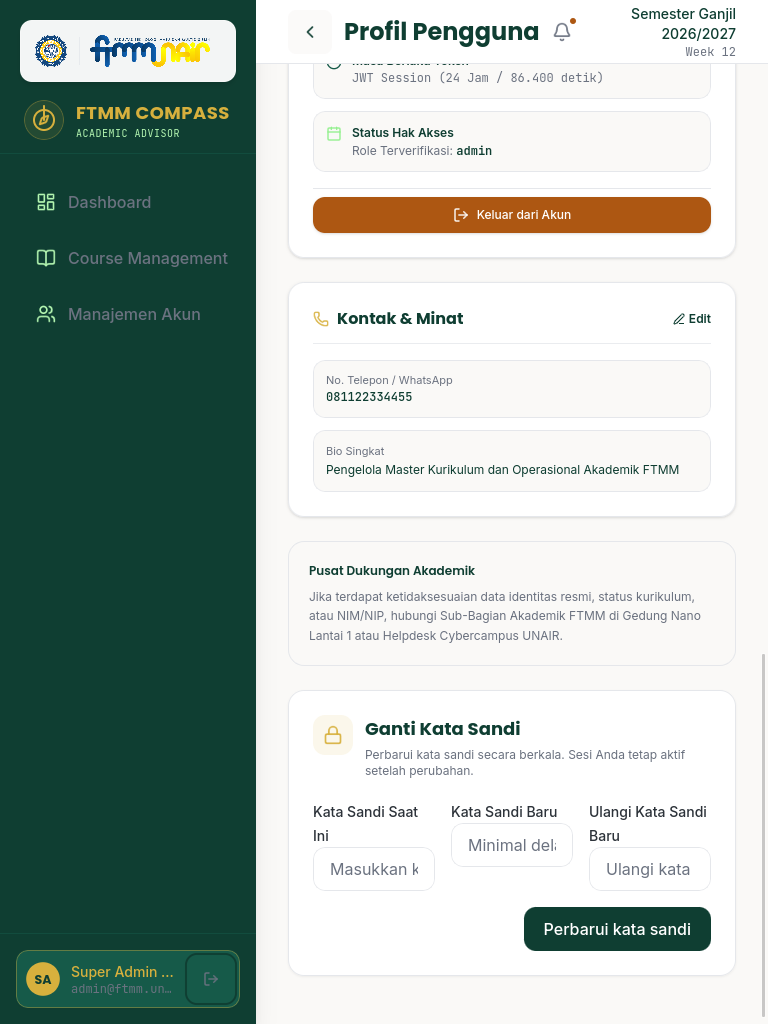 FTMM COMPASS
ACADEMIC ADVISOR
Dashboard
Course Management
Manajemen Akun
SA
Super Admin ...
admin@ftmm.un…
Profil Pengguna
Semester Ganjil
2026/2027
Week 12
JWT Session (24 Jam / 86.400 detik)
Status Hak Akses
Role Terverifikasi: admin
Keluar dari Akun
Kontak & Minat
Edit
No. Telepon / WhatsApp
081122334455
Bio Singkat
Pengelola Master Kurikulum dan Operasional Akademik FTMM
Pusat Dukungan Akademik
Jika terdapat ketidaksesuaian data identitas resmi, status kurikulum,
atau NIM/NIP, hubungi Sub-Bagian Akademik FTMM di Gedung Nano
Lantai 1 atau Helpdesk Cybercampus UNAIR.
Ganti Kata Sandi
Perbarui kata sandi secara berkala. Sesi Anda tetap aktif
setelah perubahan.
Kata Sandi Saat
Ini
Masukkan k
Kata Sandi Baru
Minimal del
Ulangi Kata Sandi
Baru
Ulangi kata
Perbarui kata sandi